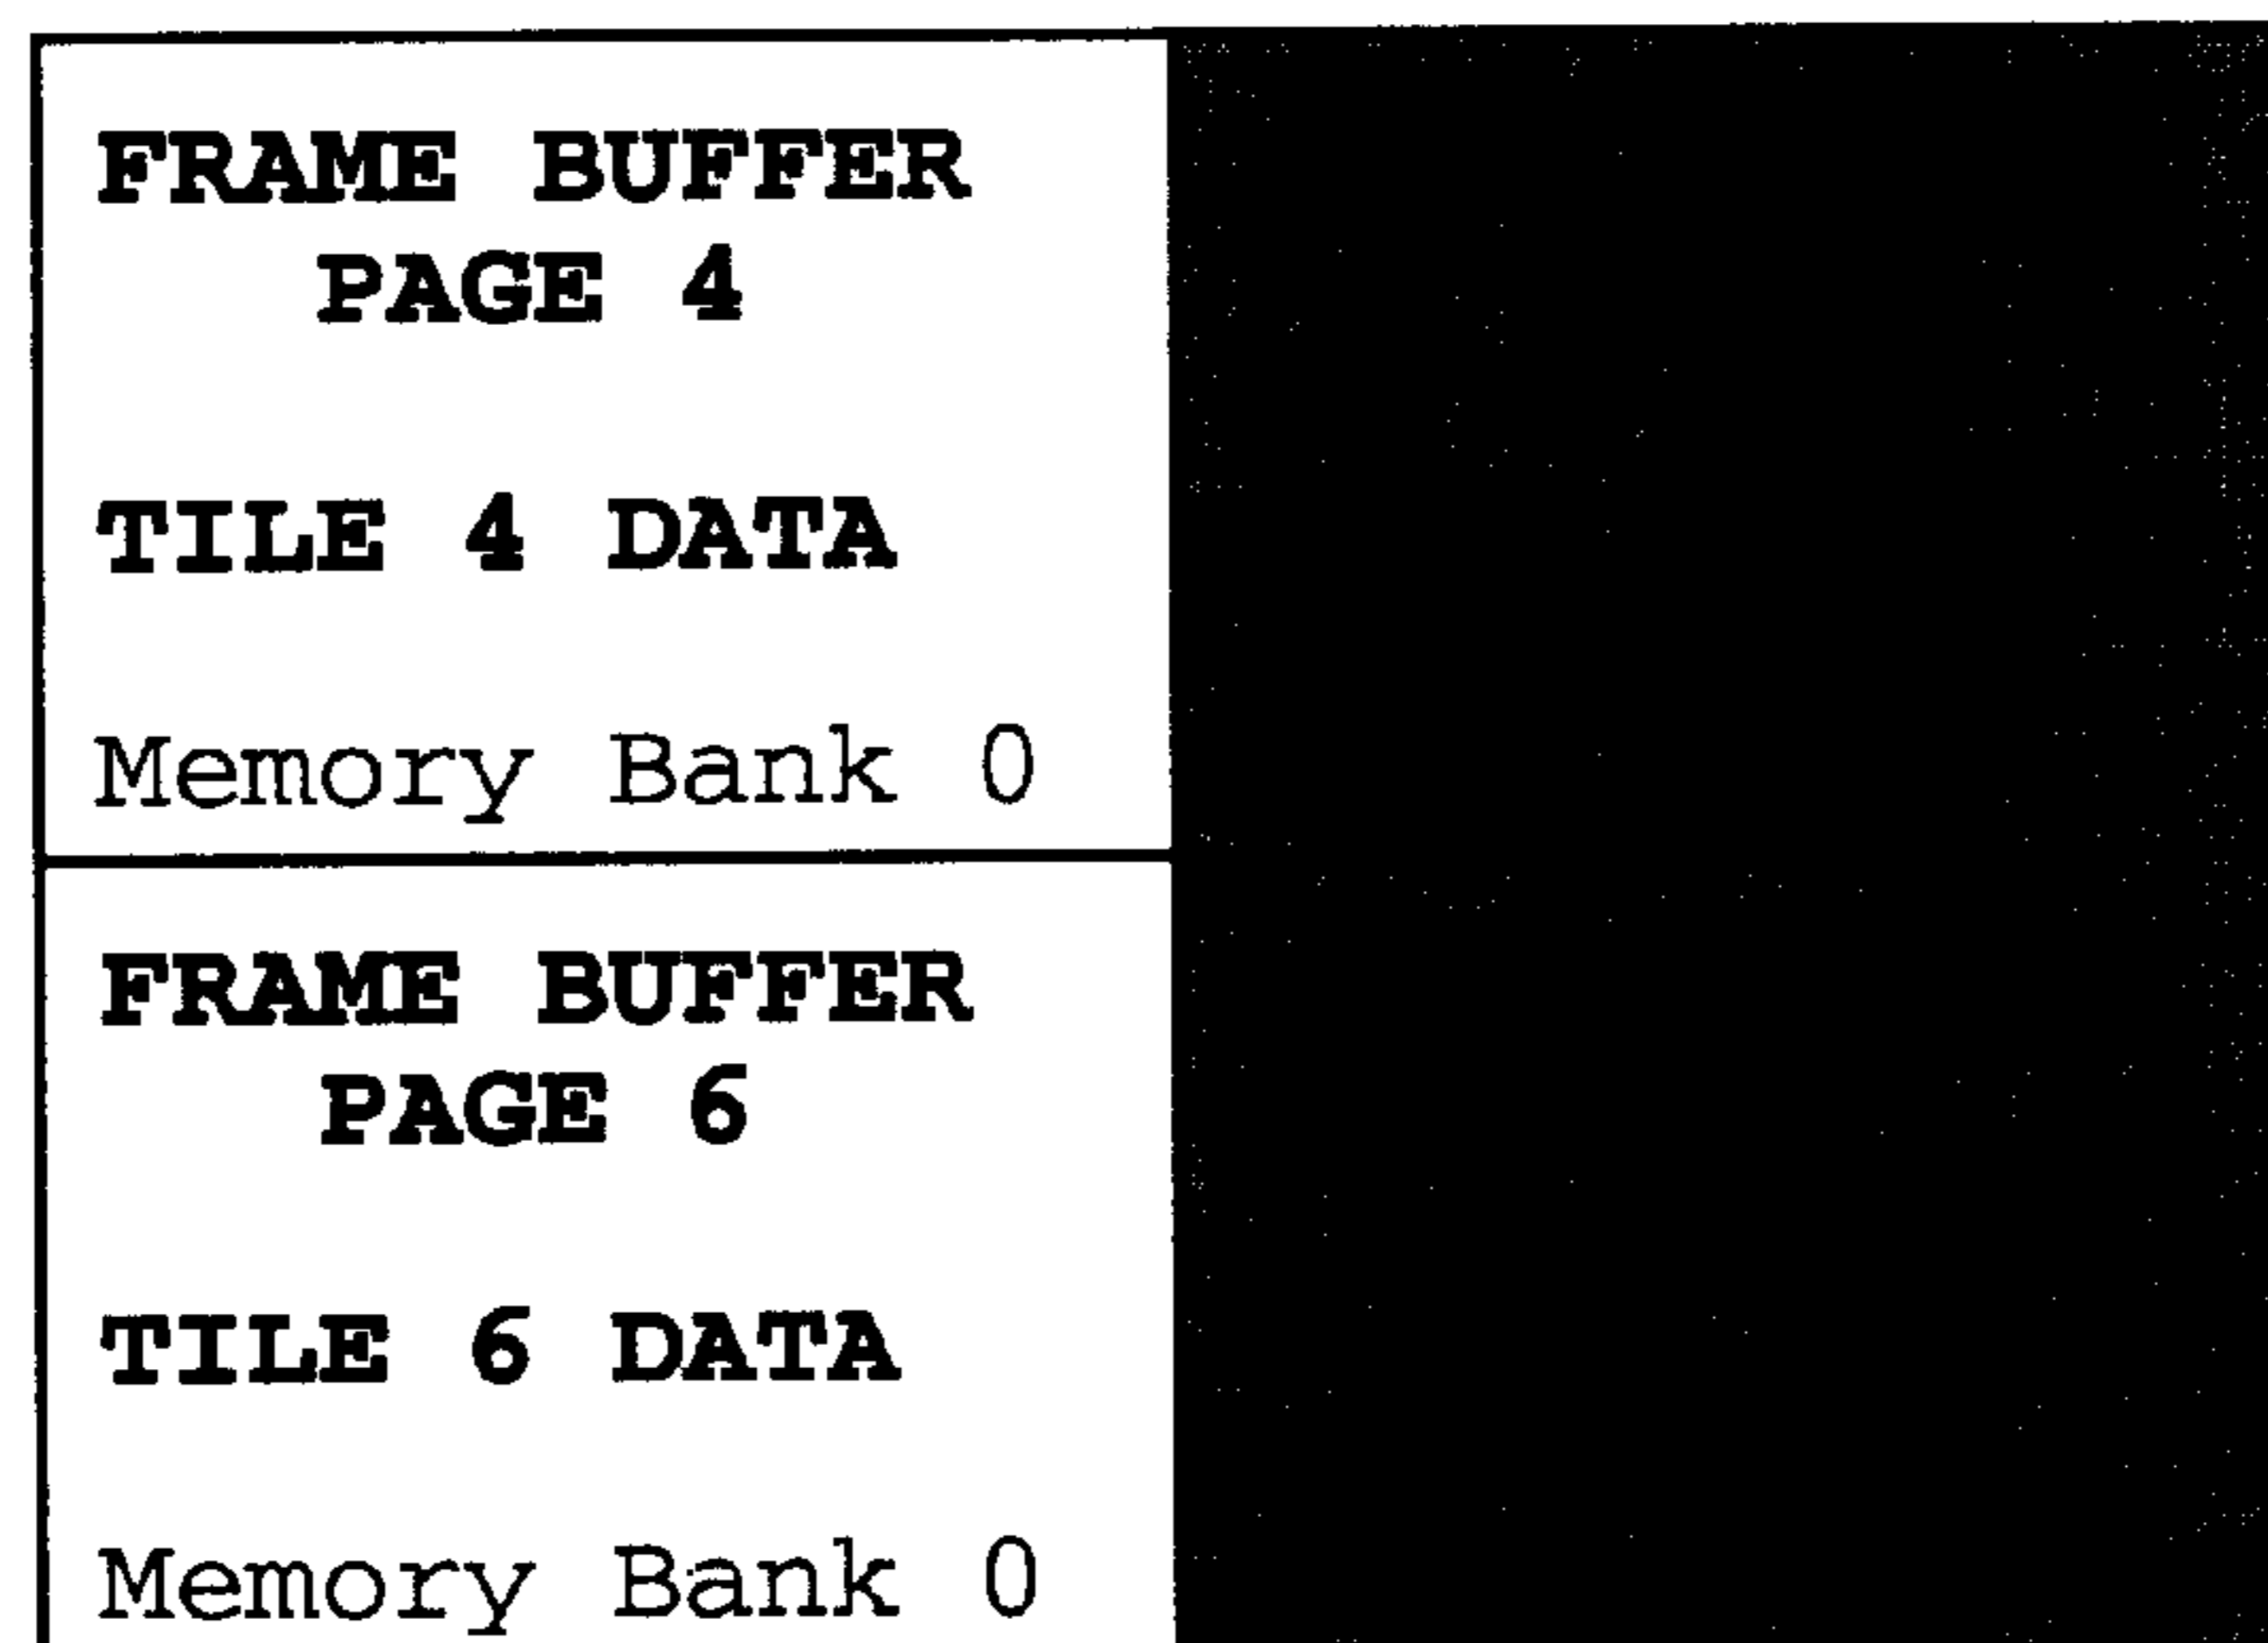 FRAME BUFFER
PAGE 4
TILE 4 DATA
Memory Bank 0
FRAME BUFFER
PAGE 6
TILE 6 DATA
Memory Bank 0